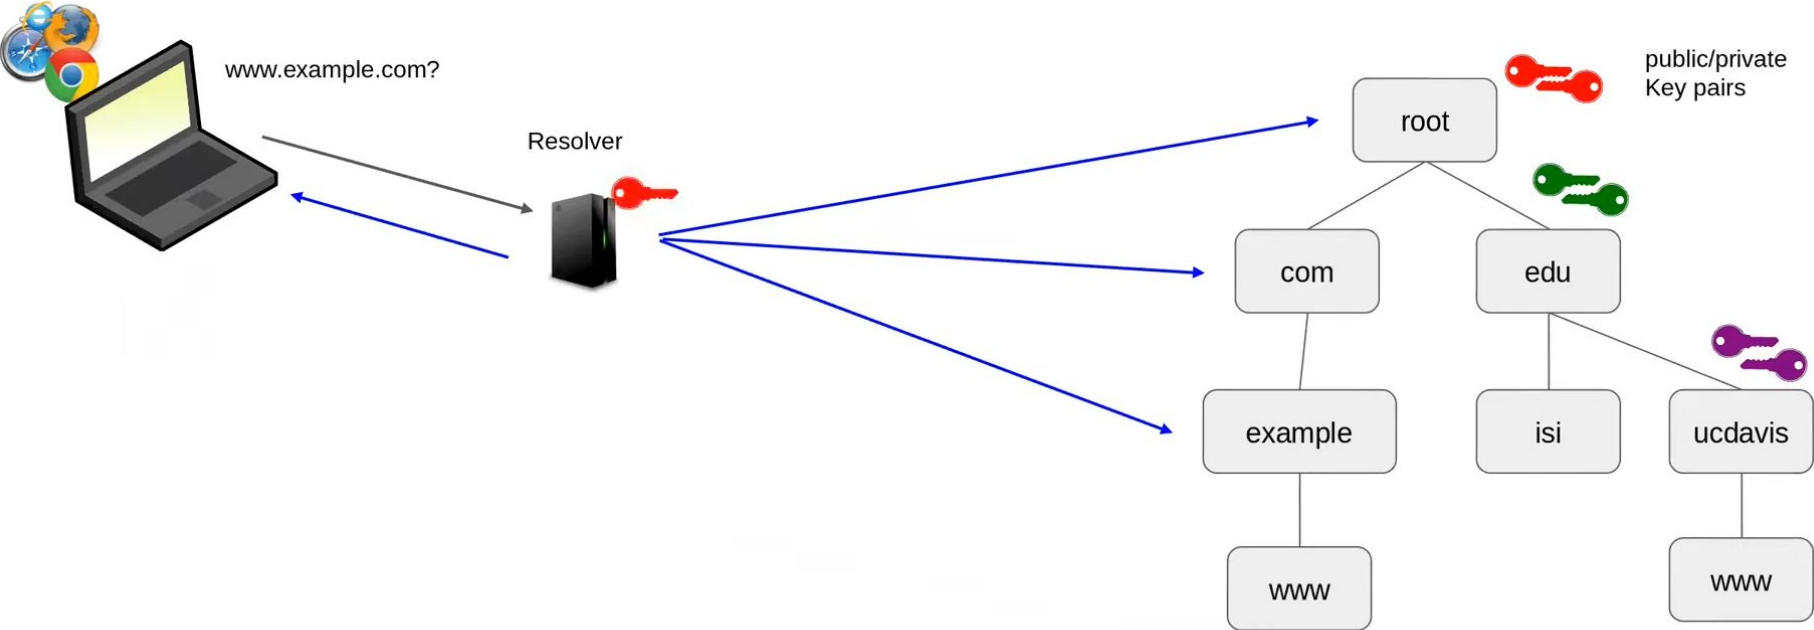 www.example.com?
Resolver
public/private
Key pairs
root
com
edu
example
isi
ucdavis
www
www